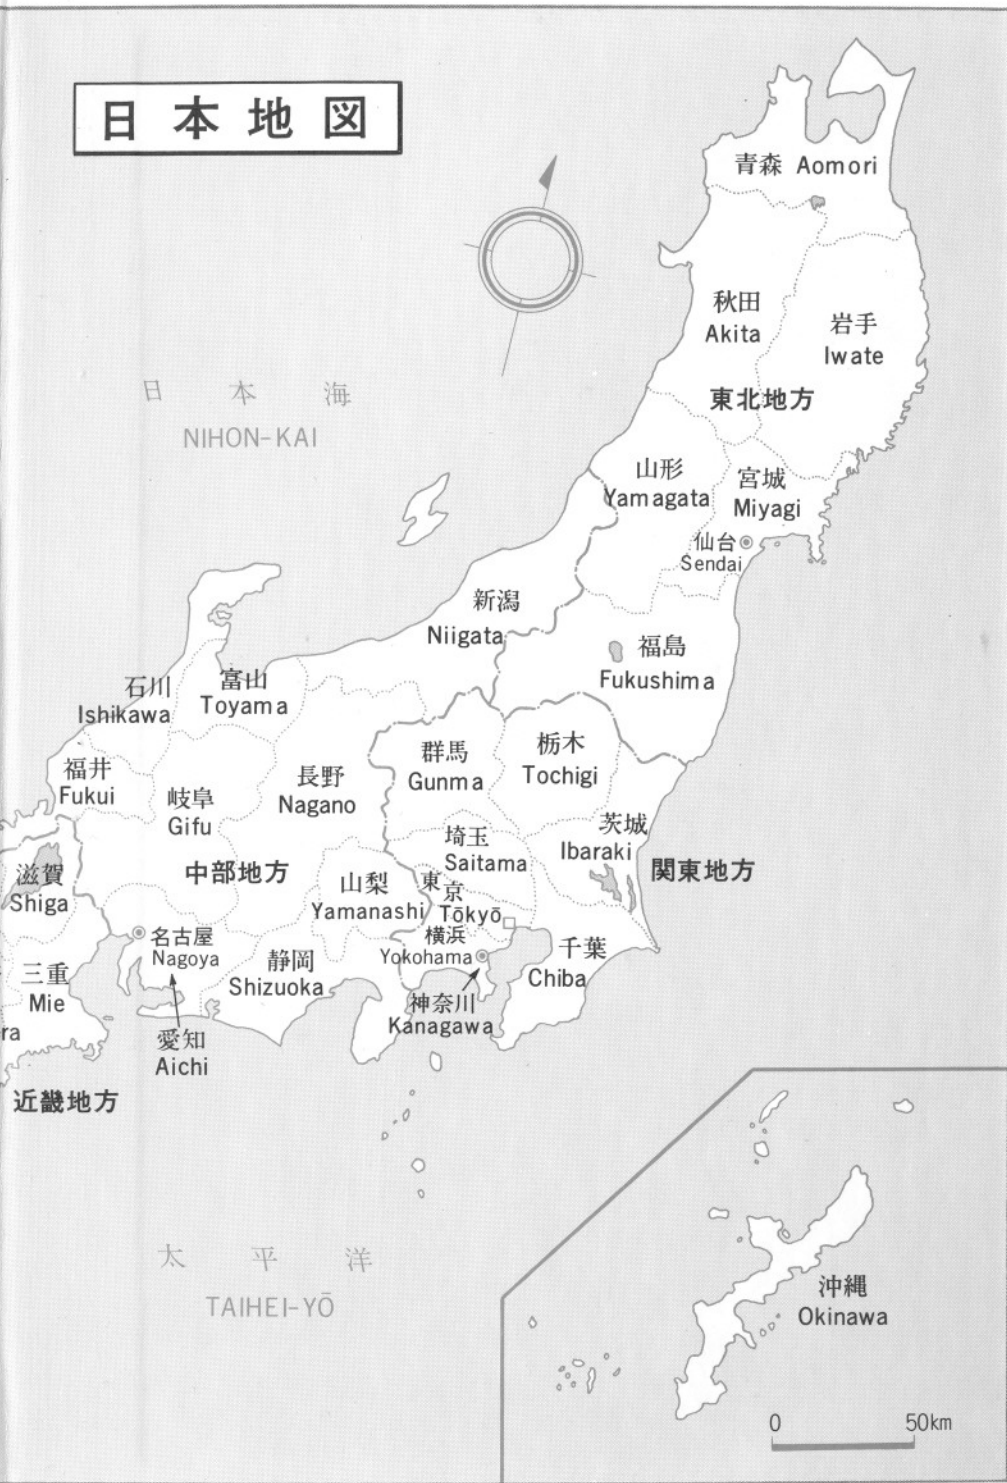 日本地図
青森 Aomori
秋田
Akita
岩手
Iwate
東北地方
日本海
NIHON-KAI
山形
Yamagata
宮城
Miyagi
仙台
Sendai
新潟
Niigata
福島
Fukushima
石川
Ishikawa
富山
Toyama
福井
Fukui
岐阜
Gifu
長野
Nagano
群馬
Gunma
栃木
Tochigi
茨城
Ibaraki
関東地方
埼玉
Saitama
中部地方
滋賀
Shiga
山梨
Yamanashi
東京
Tōkyō
名古屋
Nagoya
静岡
Shizuoka
横浜
Yokohama
千葉
Chiba
三重
Mie
ra
神奈川
Kanagawa
愛知
Aichi
近畿地方
太平洋
TAIHEI-YŌ
沖縄
Okinawa
0 50km